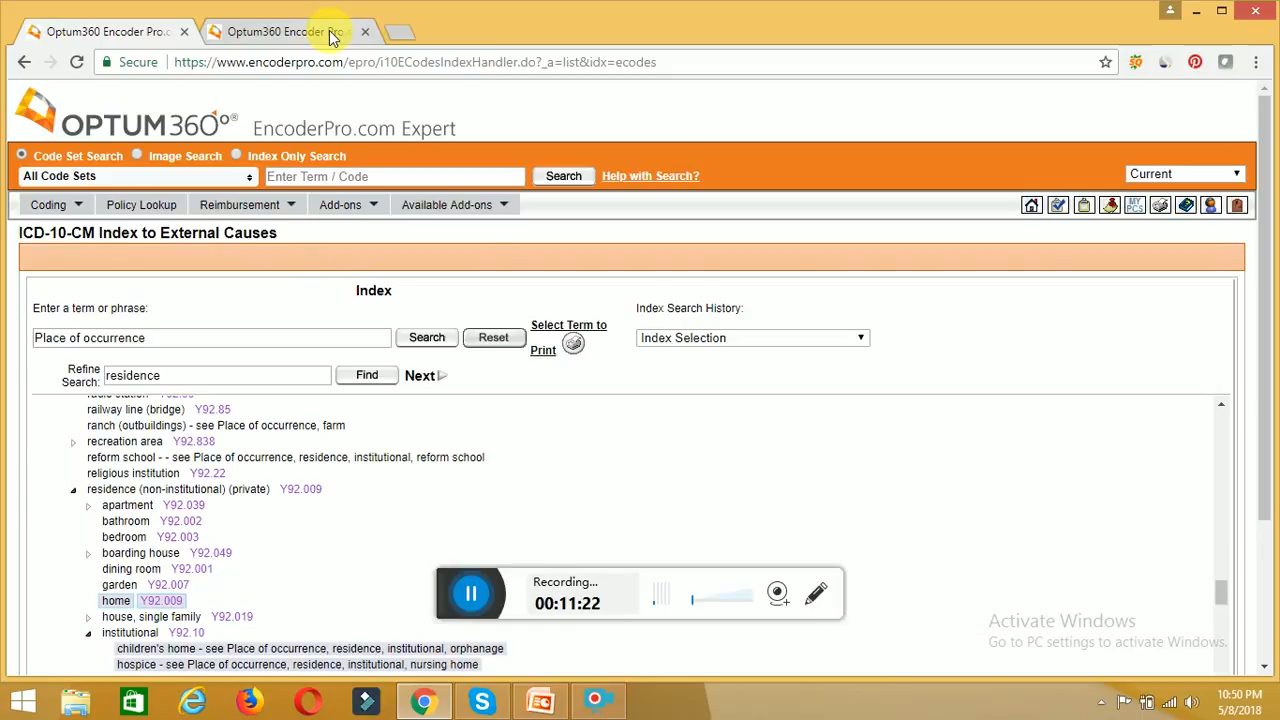 Optum360 Encoder Pro.c
Optum360 Encoder Pro.
Secure
https://www.encoderpro.com/epro/i10ECodesIndexHandler.do?_a=list&idx=ecodes
OPTUM360°® EncoderPro.com Expert
Code Set Search Image Search Index Only Search
All Code Sets Enter Term / Code Search Help with Search? Current
Coding Policy Lookup Reimbursement Add-ons Available Add-ons
MY PCS
ICD-10-CM Index to External Causes
Index
Enter a term or phrase: Index Search History:
Place of occurrence Search Reset Select Term to Print Index Selection
Refine Search: residence Find Next
railway line (bridge) Y92.85
ranch (outbuildings) - see Place of occurrence, farm
recreation area Y92.838
reform school - - see Place of occurrence, residence, institutional, reform school
religious institution Y92.22
residence (non-institutional) (private) Y92.009
apartment Y92.039
bathroom Y92.002
bedroom Y92.003
boarding house Y92.049
dining room Y92.001
garden Y92.007
home Y92.009
house, single family Y92.019
institutional Y92.10
children's home - see Place of occurrence, residence, institutional, orphanage
hospice - see Place of occurrence, residence, institutional, nursing home
Recording...
00:11:22
Activate Windows
Go to PC settings to activate Windows.
10:50 PM
5/8/2018